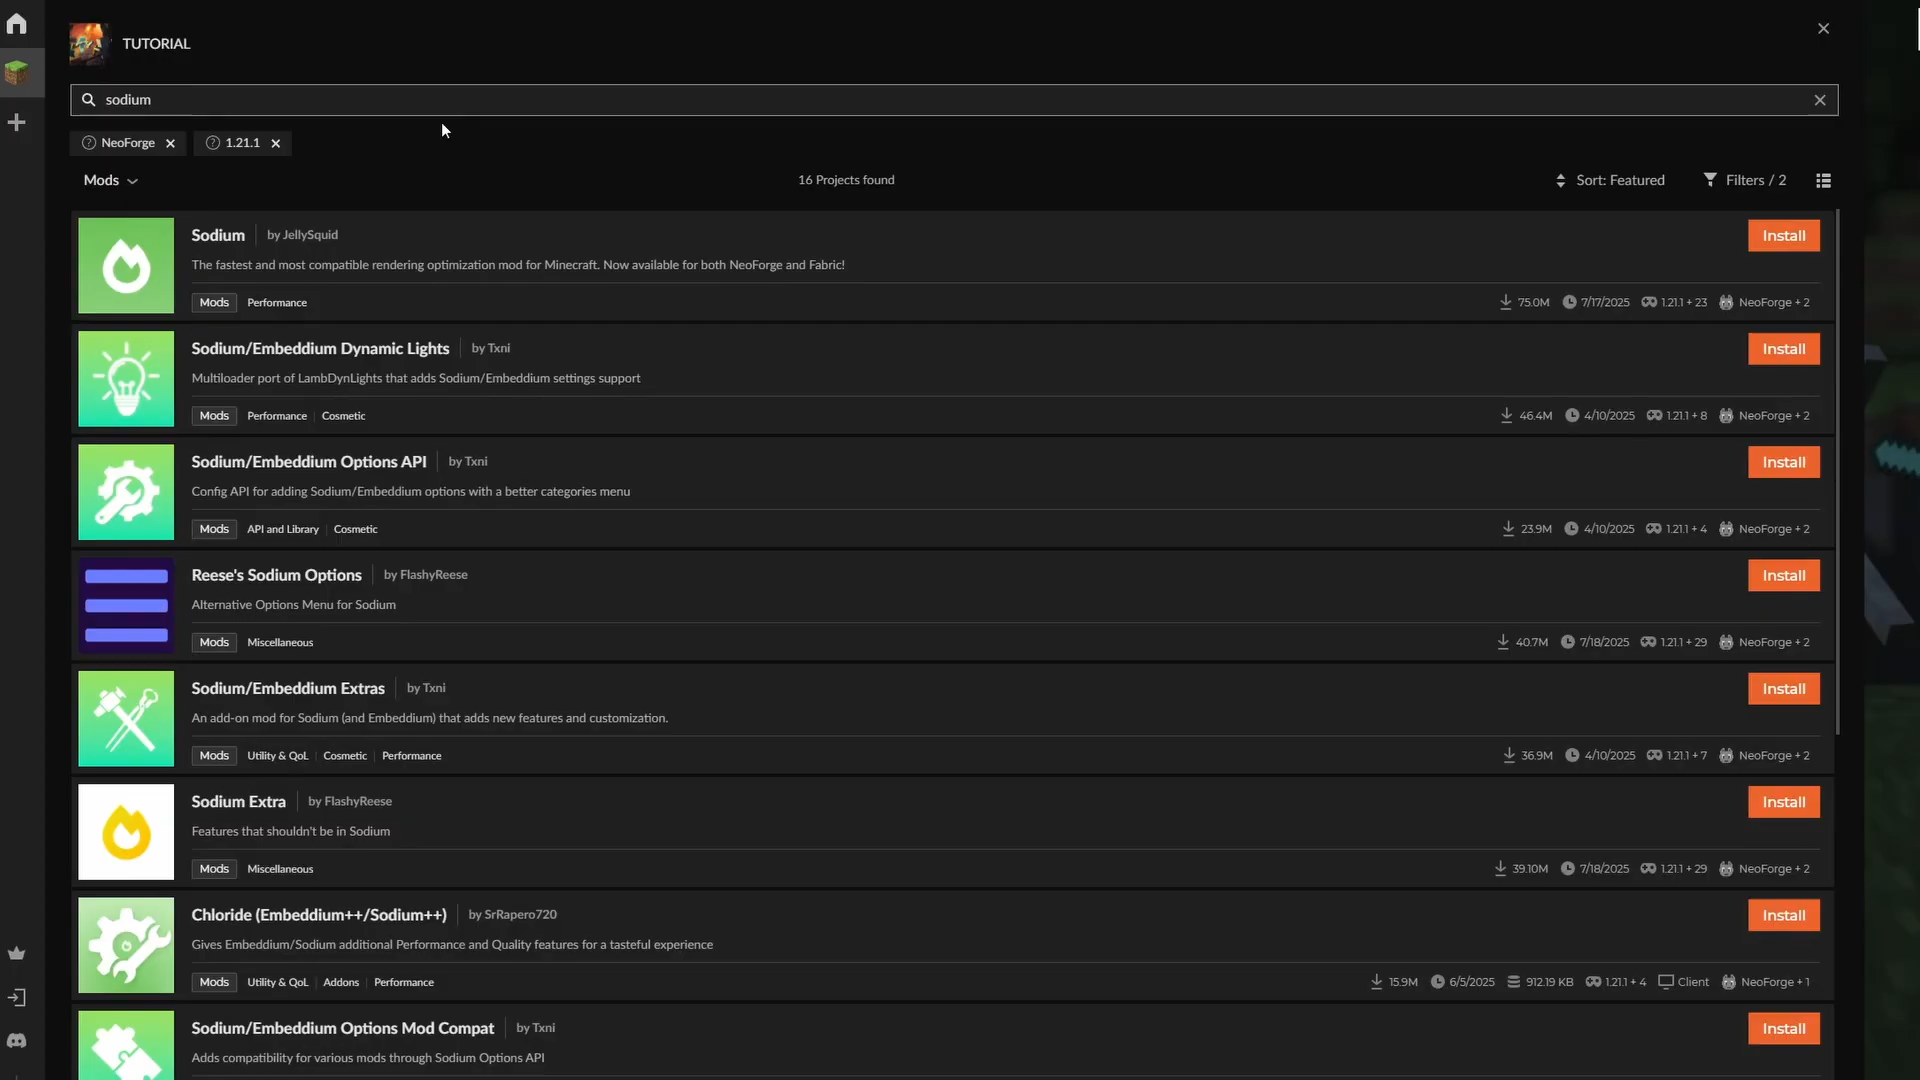 TUTORIAL
sodium
NeoForge
1.21.1
Mods
16 Projects found
Sort: Featured
Filters / 2
Sodium
by JellySquid
Install
The fastest and most compatible rendering optimization mod for Minecraft. Now available for both NeoForge and Fabric!
Mods Performance
75.0M 7/17/2025 1.21.1 + 23 NeoForge + 2
Sodium/Embeddium Dynamic Lights
by Txni
Install
Multiloader port of LambDynLights that adds Sodium/Embeddium settings support
Mods Performance Cosmetic
46.4M 4/10/2025 1.21.1 + 8 NeoForge + 2
Sodium/Embeddium Options API
by Txni
Install
Config API for adding Sodium/Embeddium options with a better categories menu
Mods API and Library Cosmetic
23.9M 4/10/2025 1.21.1 + 4 NeoForge + 2
Reese's Sodium Options
by FlashyReese
Install
Alternative Options Menu for Sodium
Mods Miscellaneous
40.7M 7/18/2025 1.21.1 + 29 NeoForge + 2
Sodium/Embeddium Extras
by Txni
Install
An add-on mod for Sodium (and Embeddium) that adds new features and customization.
Mods Utility & QoL Cosmetic Performance
36.9M 4/10/2025 1.21.1 + 7 NeoForge + 2
Sodium Extra
by FlashyReese
Install
Features that shouldn't be in Sodium
Mods Miscellaneous
39.10M 7/18/2025 1.21.1 + 29 NeoForge + 2
Chloride (Embeddium++/Sodium++)
by SrRapero720
Install
Gives Embeddium/Sodium additional Performance and Quality features for a tasteful experience
Mods Utility & QoL Addons Performance
15.9M 6/5/2025 912.19 KB 1.21.1 + 4 Client NeoForge + 1
Sodium/Embeddium Options Mod Compat
by Txni
Install
Adds compatibility for various mods through Sodium Options API